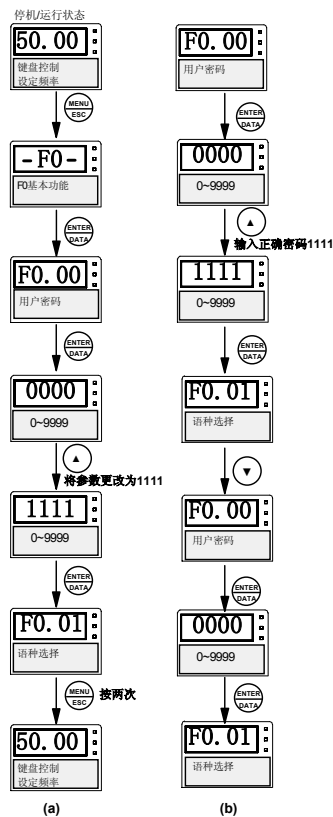 停机/运行状态
50.00
键盘控制
设定频率
MENU
ESC
-F0-
F0基本功能
ENTER
DATA
F0.00
用户密码
ENTER
DATA
0000
0~9999
▲
将参数更改为1111
1111
0~9999
ENTER
DATA
F0.01
语种选择
MENU
ESC
按两次
50.00
键盘控制
设定频率
(a)
F0.00
用户密码
ENTER
DATA
0000
0~9999
▲
输入正确密码1111
1111
0~9999
ENTER
DATA
F0.01
语种选择
▼
F0.00
用户密码
ENTER
DATA
0000
0~9999
ENTER
DATA
F0.01
语种选择
(b)